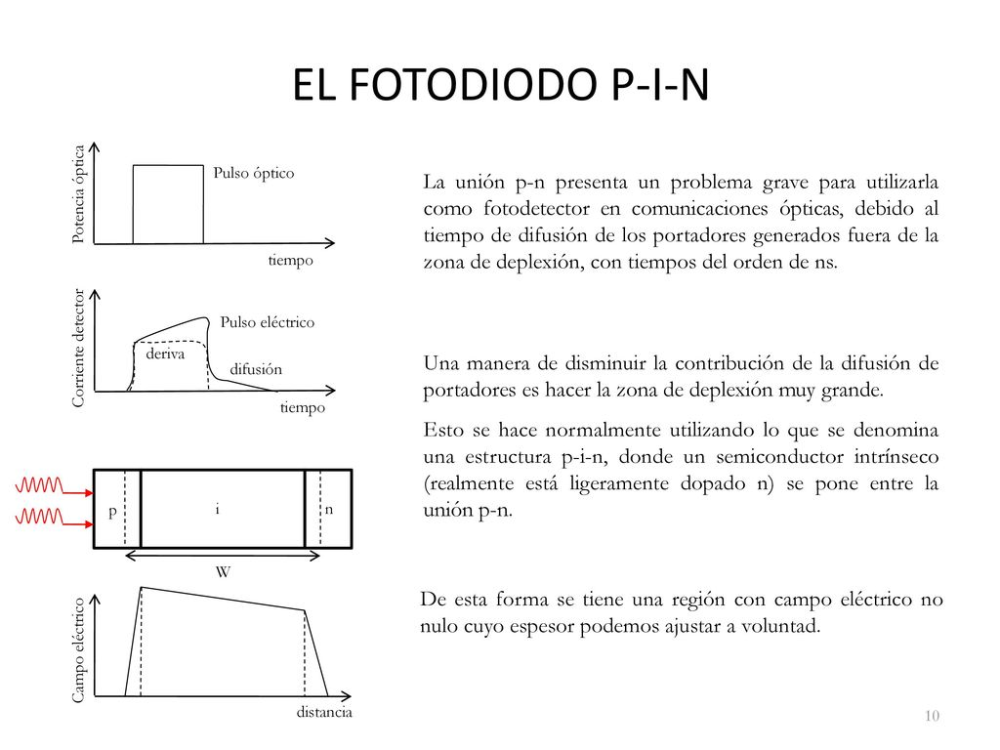 EL FOTODIODO P-I-N
Potencia óptica
Pulso óptico
tiempo
La unión p-n presenta un problema grave para utilizarla
como fotodetector en comunicaciones ópticas, debido al
tiempo de difusión de los portadores generados fuera de la
zona de deplexión, con tiempos del orden de ns.
Corriente detector
Pulso eléctrico
deriva
difusión
tiempo
Una manera de disminuir la contribución de la difusión de
portadores es hacer la zona de deplexión muy grande.
Esto se hace normalmente utilizando lo que se denomina
una estructura p-i-n, donde un semiconductor intrínseco
(realmente está ligeramente dopado n) se pone entre la
unión p-n.
p
i
n
W
Campo eléctrico
distancia
De esta forma se tiene una región con campo eléctrico no
nulo cuyo espesor podemos ajustar a voluntad.
10